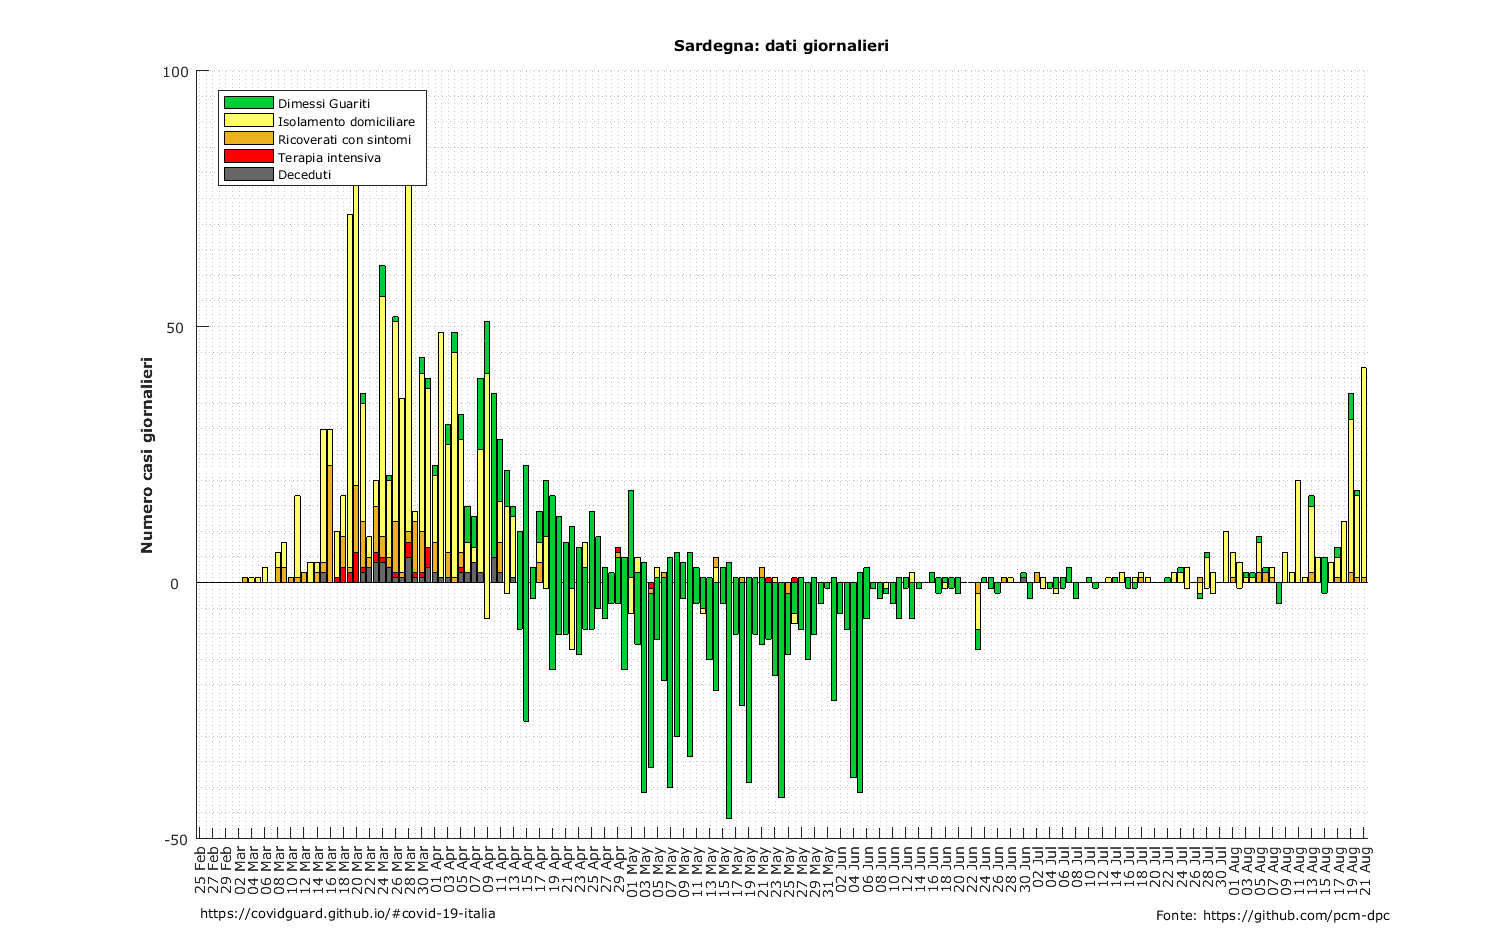 Sardegna: dati giornalieri
Numero casi giornalieri
100
50
0
-50
Dimessi Guariti
Isolamento domiciliare
Ricoverati con sintomi
Terapia intensiva
Deceduti
25 Feb
27 Feb
29 Feb
02 Mar
04 Mar
06 Mar
08 Mar
10 Mar
12 Mar
14 Mar
16 Mar
18 Mar
20 Mar
22 Mar
24 Mar
26 Mar
28 Mar
30 Mar
01 Apr
03 Apr
05 Apr
07 Apr
09 Apr
11 Apr
13 Apr
15 Apr
17 Apr
19 Apr
21 Apr
23 Apr
25 Apr
27 Apr
29 Apr
01 May
03 May
05 May
07 May
09 May
11 May
13 May
15 May
17 May
19 May
21 May
23 May
25 May
27 May
29 May
31 May
02 Jun
04 Jun
06 Jun
08 Jun
10 Jun
12 Jun
14 Jun
16 Jun
18 Jun
20 Jun
22 Jun
24 Jun
26 Jun
28 Jun
30 Jun
02 Jul
04 Jul
06 Jul
08 Jul
10 Jul
12 Jul
14 Jul
16 Jul
18 Jul
20 Jul
22 Jul
24 Jul
26 Jul
28 Jul
30 Jul
01 Aug
03 Aug
05 Aug
07 Aug
09 Aug
11 Aug
13 Aug
15 Aug
17 Aug
19 Aug
21 Aug
https://covidguard.github.io/#covid-19-italia
Fonte: https://github.com/pcm-dpc